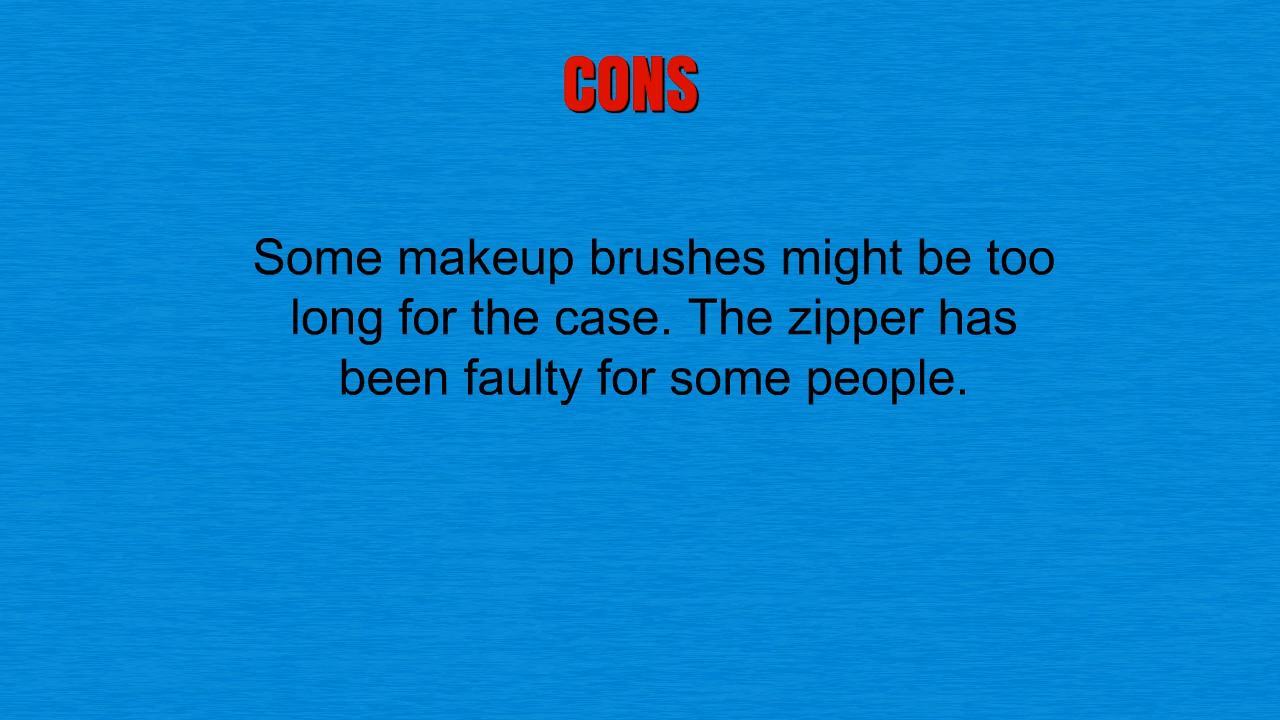 CONS
Some makeup brushes might be too
long for the case. The zipper has
been faulty for some people.